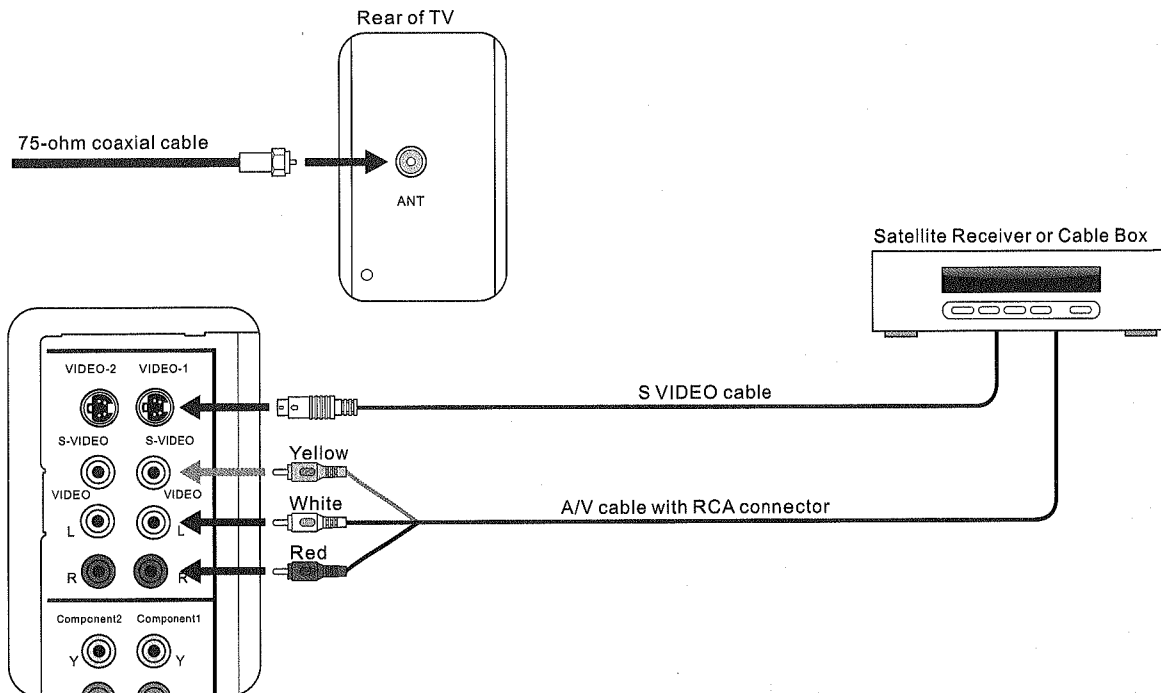 Rear of TV
75-ohm coaxial cable
ANT
Satellite Receiver or Cable Box
VIDEO-2 VIDEO-1
S VIDEO cable
S-VIDEO S-VIDEO
Yellow
VIDEO VIDEO
White
A/V cable with RCA connector
L L
Red
R R
Component2 Component1
Y Y